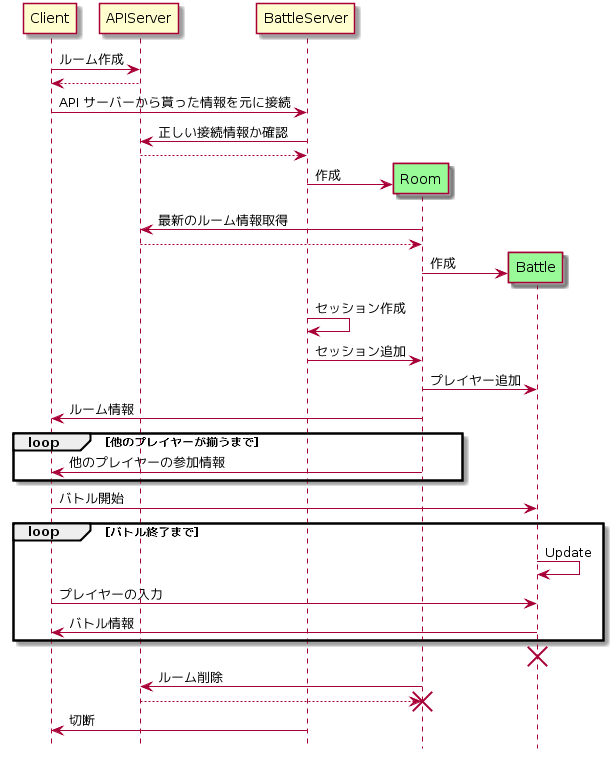 Client APIServer BattleServer
ルーム作成
API サーバーから貰った情報を元に接続
正しい接続情報か確認
作成
Room
最新のルーム情報取得
作成
Battle
セッション作成
セッション追加
プレイヤー追加
ルーム情報
loop [他のプレイヤーが揃うまで]
他のプレイヤーの参加情報
バトル開始
loop [バトル終了まで]
Update
プレイヤーの入力
バトル情報
ルーム削除
切断